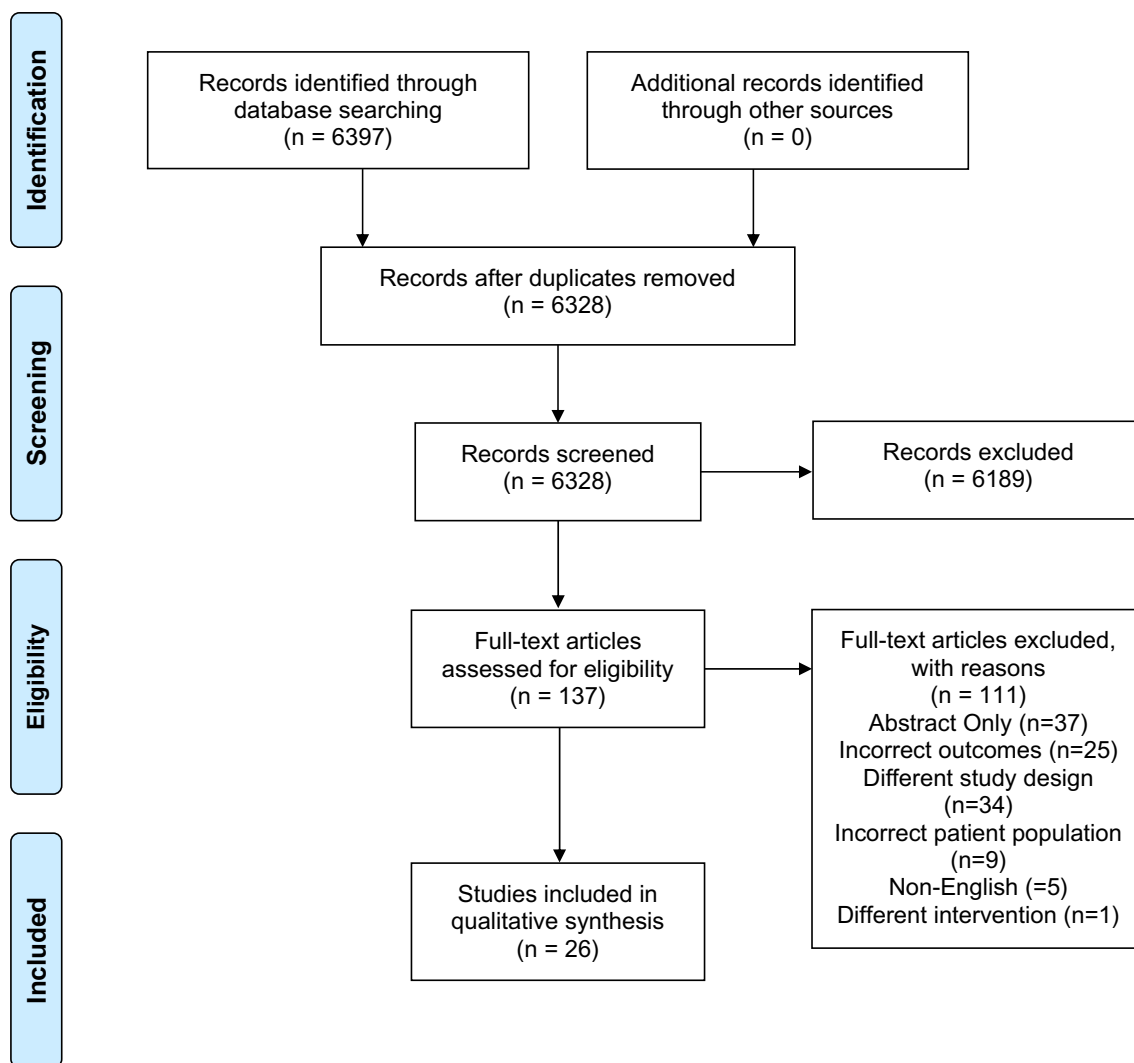 Identification
Records identified through
database searching
(n = 6397)
Additional records identified
through other sources
(n = 0)
Records after duplicates removed
(n = 6328)
Screening
Records screened
(n = 6328)
Records excluded
(n = 6189)
Eligibility
Full-text articles
assessed for eligibility
(n = 137)
Full-text articles excluded,
with reasons
(n = 111)
Abstract Only (n=37)
Incorrect outcomes (n=25)
Different study design
(n=34)
Incorrect patient population
(n=9)
Non-English (=5)
Different intervention (n=1)
Included
Studies included in
qualitative synthesis
(n = 26)